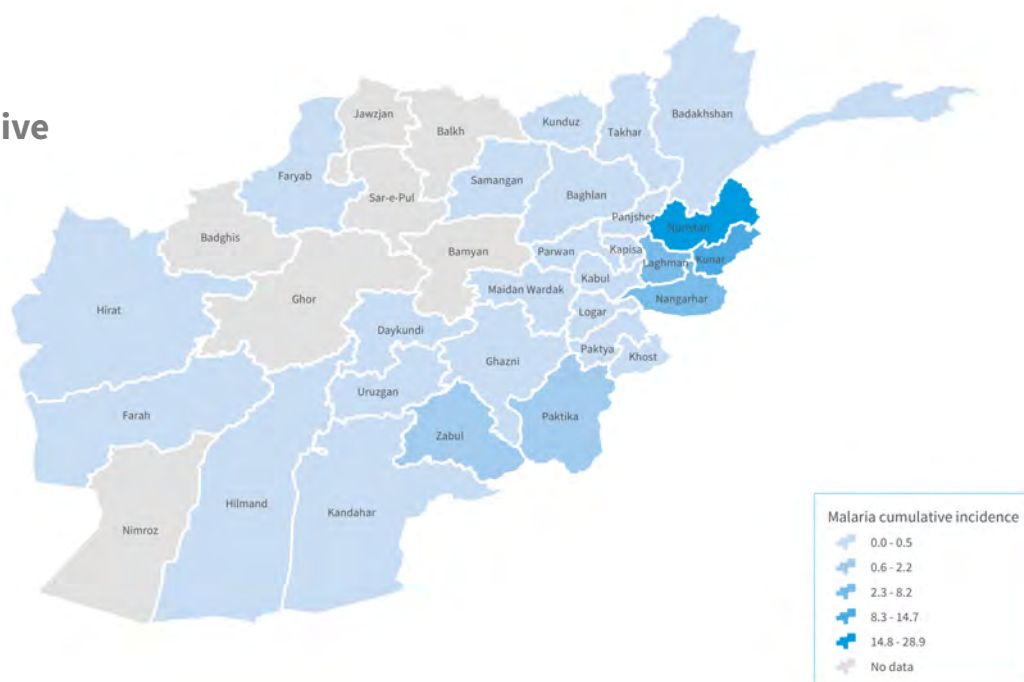 ive
Jawzjan
Balkh
Kunduz
Takhar
Badakhshan
Faryab
Samangan
Sar-e-Pul
Baghlan
Panjsher
Nuristan
Badghis
Bamyan
Parwan
Kapisa
Laghman
Kunar
Kabul
Maidan Wardak
Ghor
Nangarhar
Hirat
Logar
Daykundi
Paktya
Khost
Ghazni
Uruzgan
Farah
Paktika
Zabul
Hilmand
Kandahar
Nimroz
Malaria cumulative incidence
0.0 - 0.5
0.6 - 2.2
2.3 - 8.2
8.3 - 14.7
14.8 - 28.9
No data